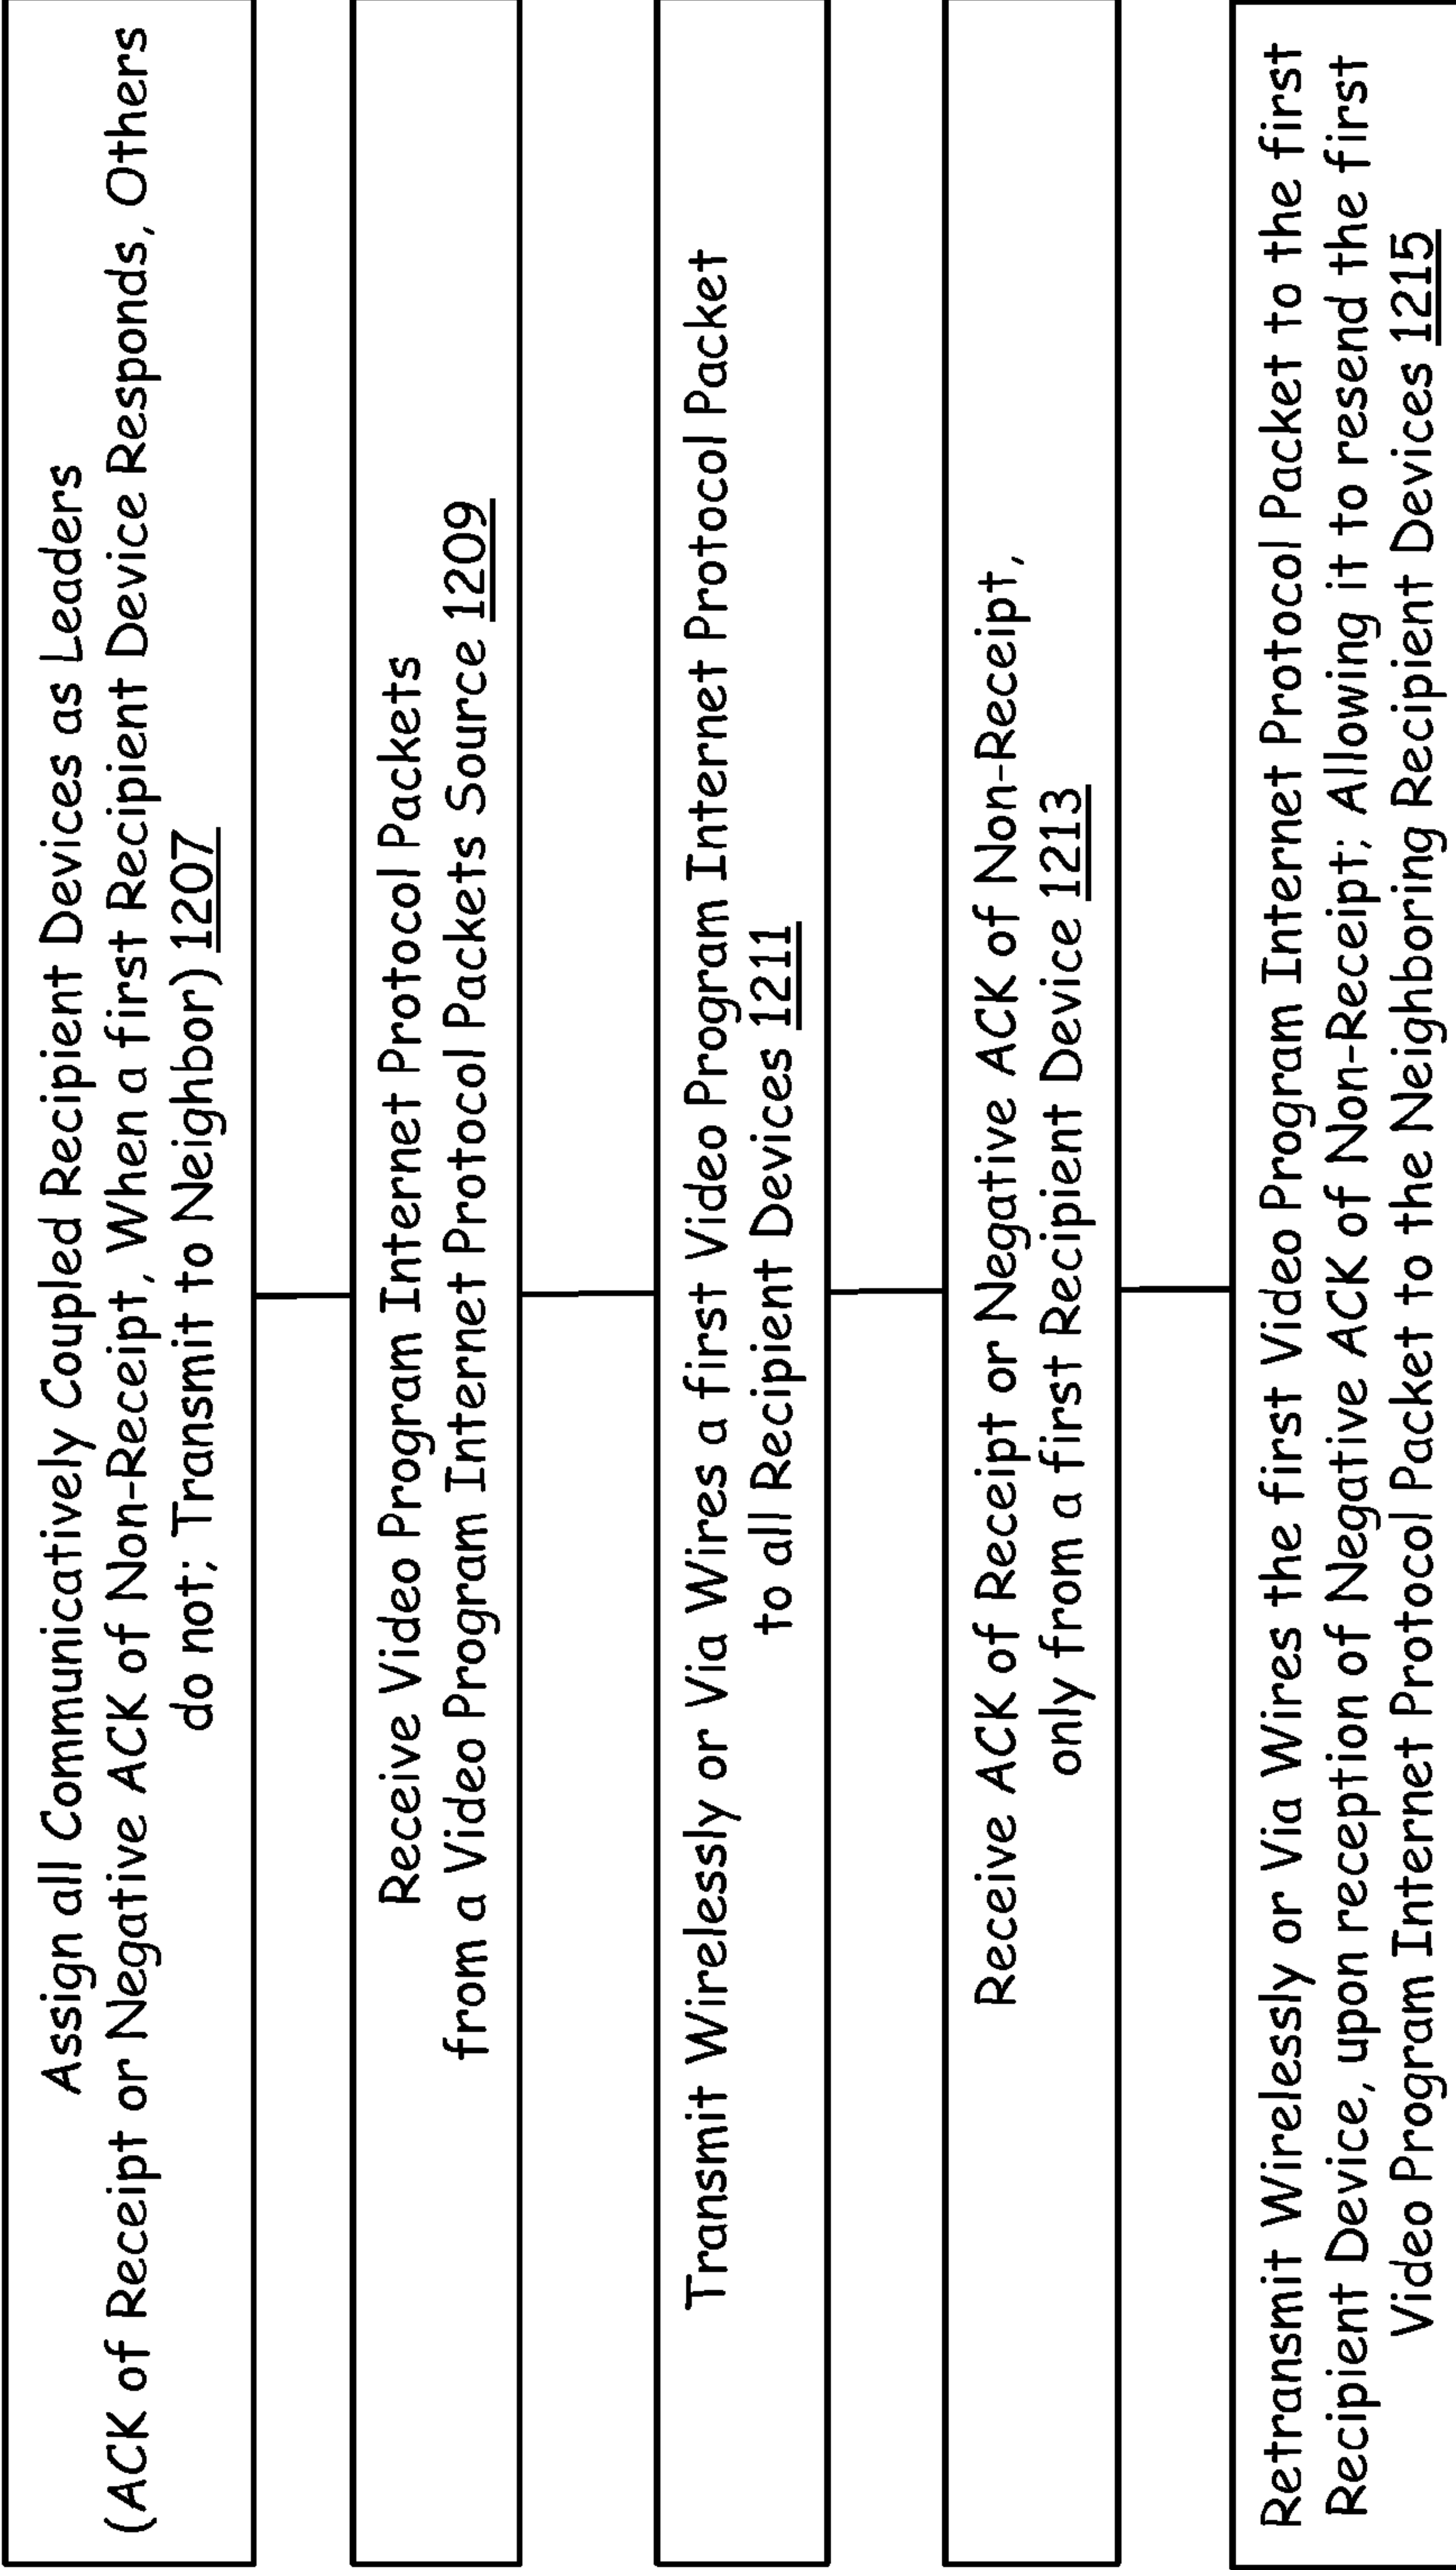 Assign all Communicatively Coupled Recipient Devices as Leaders
(ACK of Receipt or Negative ACK of Non-Receipt, When a first Recipient Device Responds, Others
do not; Transmit to Neighbor) 1207
Receive Video Program Internet Protocol Packets
from a Video Program Internet Protocol Packets Source 1209
Transmit Wirelessly or Via Wires a first Video Program Internet Protocol Packet
to all Recipient Devices 1211
Receive ACK of Receipt or Negative ACK of Non-Receipt,
only from a first Recipient Device 1213
Retransmit Wirelessly or Via Wires the first Video Program Internet Protocol Packet to the first
Recipient Device, upon reception of Negative ACK of Non-Receipt; Allowing it to resend the first
Video Program Internet Protocol Packet to the Neighboring Recipient Devices 1215